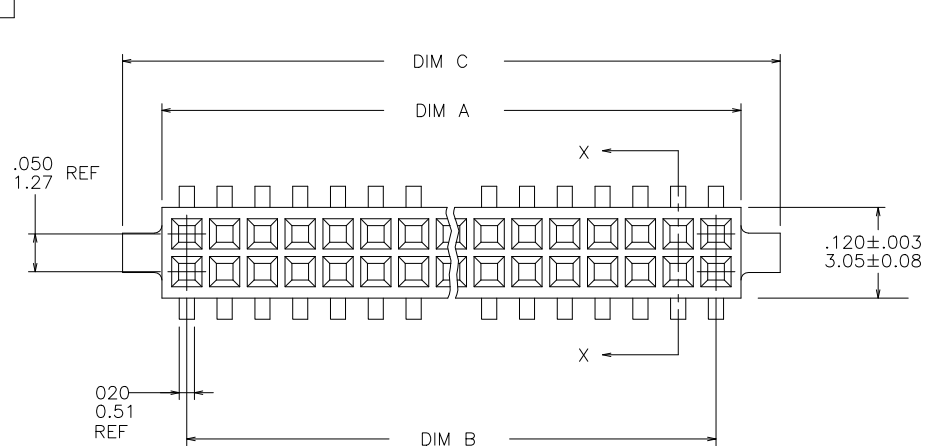 DIM C
DIM A
X
.050
1.27 REF
.120±.003
3.05±0.08
X
020
0.51
REF
DIM B